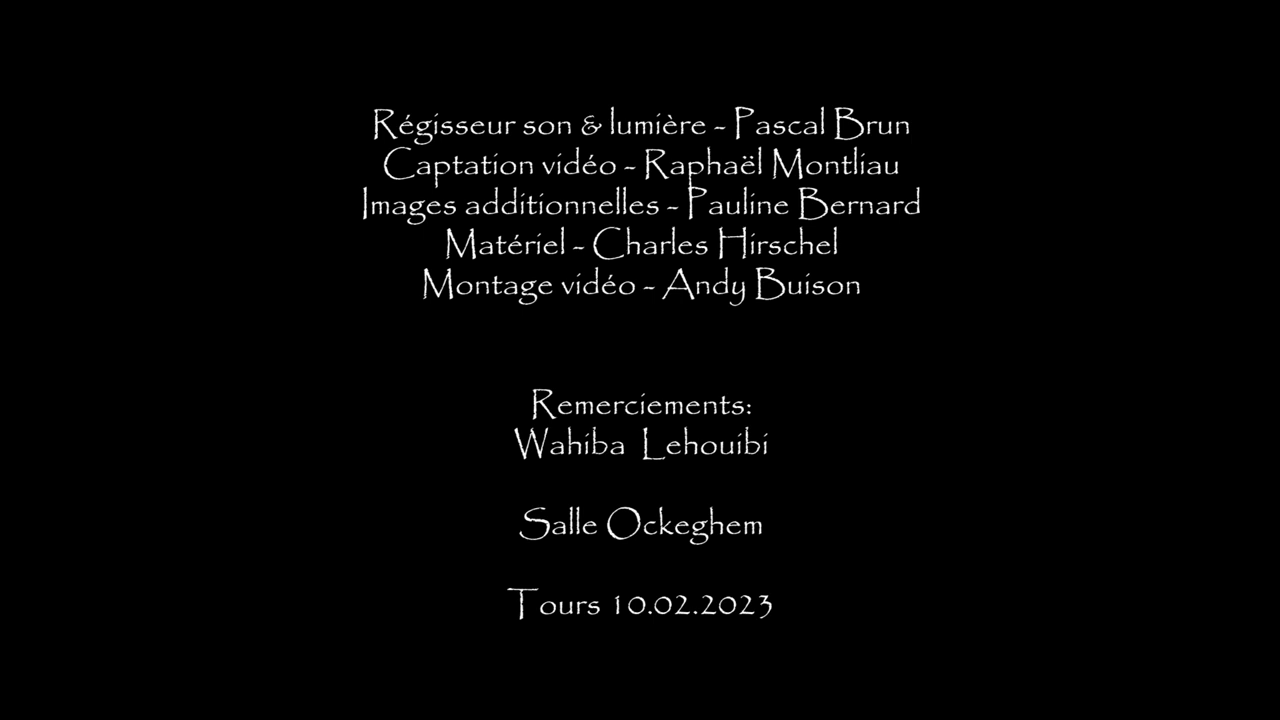 Régisseur son & lumière - Pascal Brun
Captation vidéo - Raphaël Montliau
Images additionnelles - Pauline Bernard
Matériel - Charles Hirschel
Montage vidéo - Andy Buison
Remerciements:
Wahiba Lehouibi
Salle Ockeghem
Tours 10.02.2023